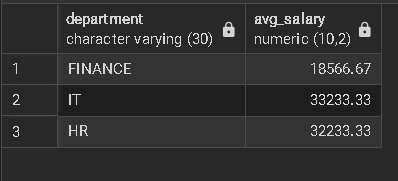 department avg_salary
character varying (30) numeric (10,2)
1 FINANCE 18566.67
2 IT 33233.33
3 HR 32233.33